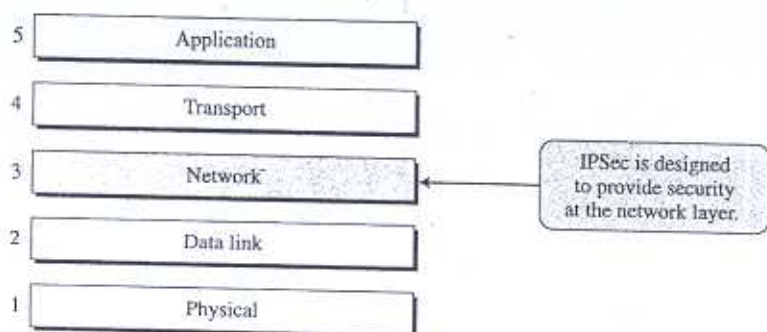 5 Application
4 Transport
3 Network
IPSec is designed
to provide security
at the network layer.
2 Data link
1 Physical